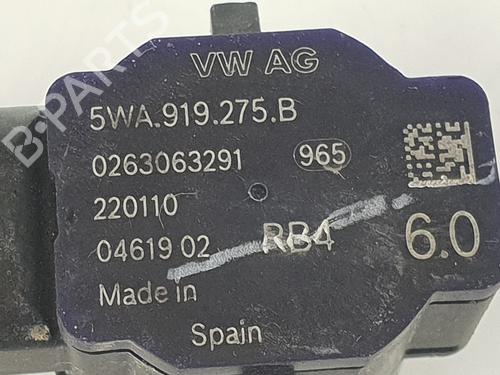 VW AG
5WA.919.275.B
0263063291 965
220110
04619 02 RB4 6.0
Made in
Spain
B-PARTS